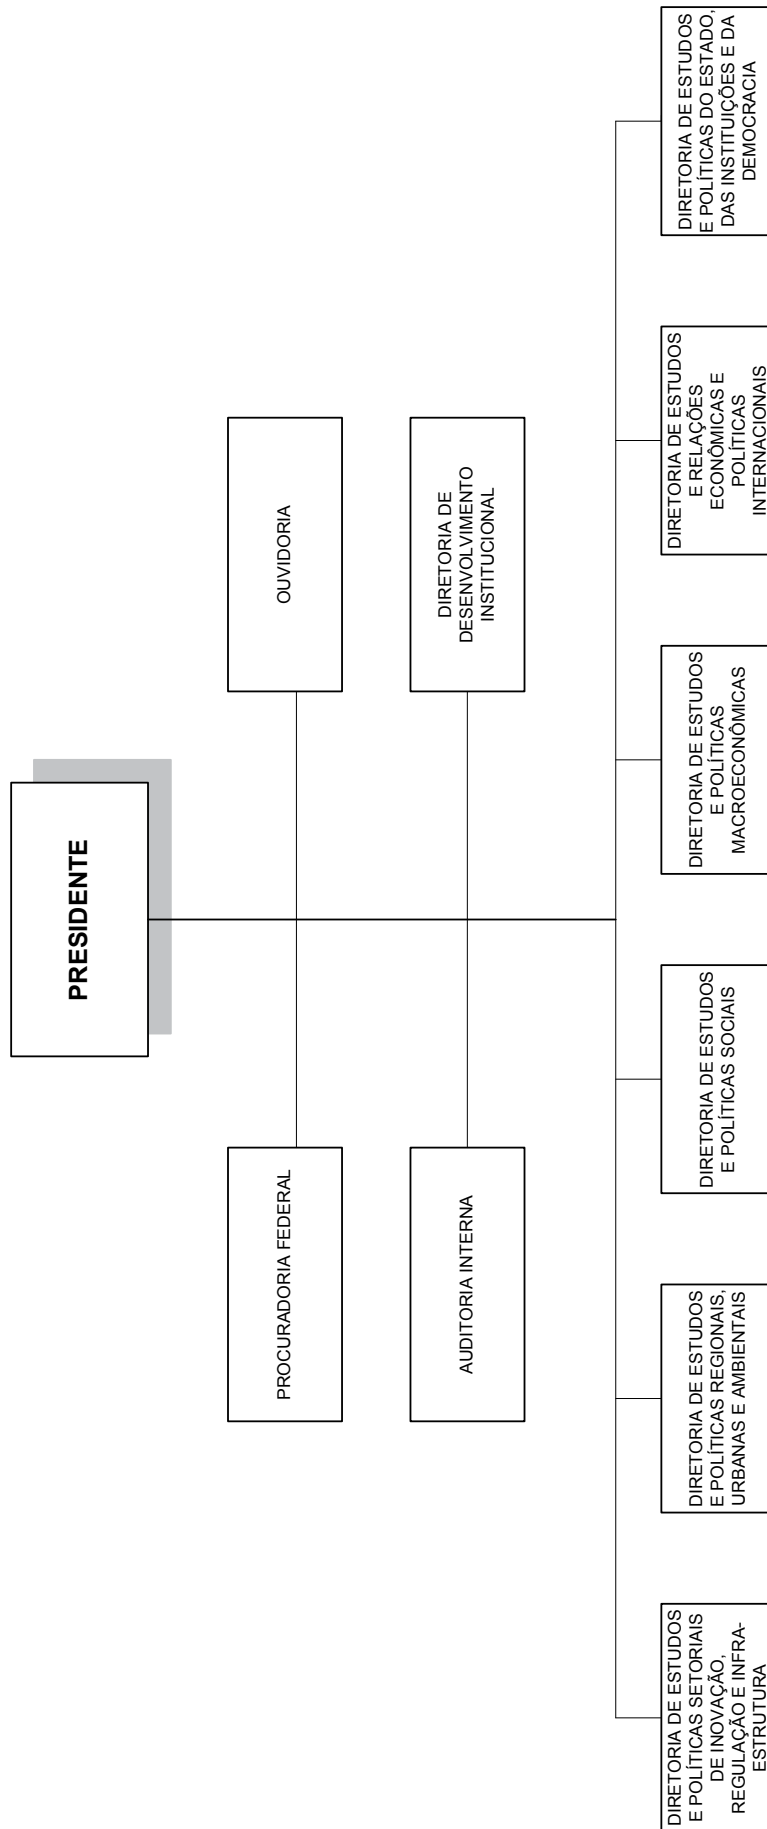 PRESIDENTE
PROCURADORIA FEDERAL
OUVIDORIA
AUDITORIA INTERNA
DIRETORIA DE
DESENVOLVIMENTO
INSTITUCIONAL
DIRETORIA DE ESTUDOS
E POLÍTICAS SETORIAIS
DE INOVAÇÃO,
REGULAÇÃO E INFRA-
ESTRUTURA
DIRETORIA DE ESTUDOS
E POLÍTICAS REGIONAIS,
URBANAS E AMBIENTAIS
DIRETORIA DE ESTUDOS
E POLÍTICAS SOCIAIS
DIRETORIA DE ESTUDOS
E POLÍTICAS
MACROECONÔMICAS
DIRETORIA DE ESTUDOS
E RELAÇÕES
ECONÔMICAS E
POLÍTICAS
INTERNACIONAIS
DIRETORIA DE ESTUDOS
E POLÍTICAS DO ESTADO,
DAS INSTITUIÇÕES E DA
DEMOCRACIA